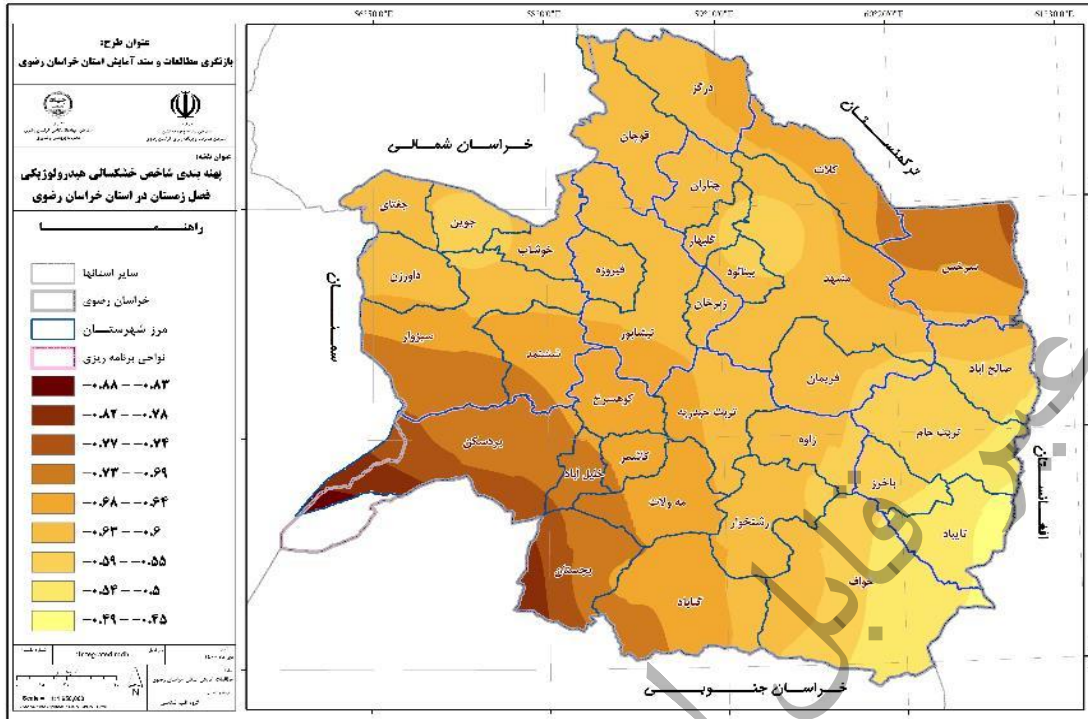 عنوان طرح:
بازنگری مطالعات و سند آمایش استان خراسان رضوی
عنوان نقشه:
پهنه بندی شاخص خشکسالی هیدرولوژیکی
فصل زمستان در استان خراسان رضوی
راهنما
سایر استانها
خراسان رضوی
مرز شهرستان
نواحی برنامه ریزی
-۰.۸۸ - -۰.۸۳
-۰.۸۲ - -۰.۷۸
-۰.۷۷ - -۰.۷۴
-۰.۷۳ - -۰.۶۹
-۰.۶۸ - -۰.۶۴
-۰.۶۳ - -۰.۶
-۰.۵۹ - -۰.۵۵
-۰.۵۴ - -۰.۵
-۰.۴۹ - -۰.۴۵
N
خراسان شمالی
ترکمنستان
سمنان
افغانستان
خراسان جنوبی
درگز
قوچان
کلات
چناران
جغتای
جوین
خوشاب
گلبهار
فیروزه
بینالود
مشهد
سرخس
داورزن
زبرخان
نیشابور
سبزوار
ششتمد
فریمان
صالح آباد
کوهسرخ
تربت حیدریه
تربت جام
بردسکن
کاشمر
زاوه
خلیل آباد
باخرز
مه ولات
رشتخوار
تایباد
بجستان
خواف
گناباد
غیر قابل